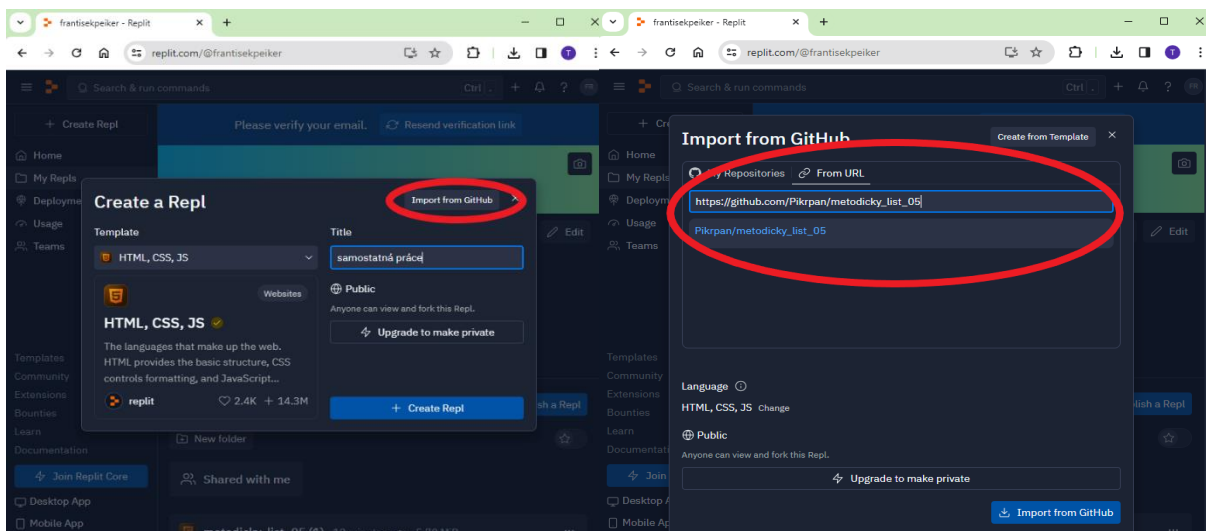 frantisekpeiker - Replit
replit.com/@frantisekpeiker
Search & run commands
Ctrl .
+ Create Repl
Please verify your email.
Resend verification link
Home
My Repls
Deployme
Usage
Teams
Edit
Create a Repl
Import from GitHub
Template
Title
HTML, CSS, JS
samostatná práce
Websites
HTML, CSS, JS
The languages that make up the web.
HTML provides the basic structure, CSS
controls formatting, and JavaScript...
replit
2.4K
14.3M
Public
Anyone can view and fork this Repl.
Upgrade to make private
+ Create Repl
Templates
Community
Extensions
Bounties
Learn
Documentation
Join Replit Core
Desktop App
Mobile App
New folder
Shared with me
frantisekpeiker - Replit
replit.com/@frantisekpeiker
Search & run commands
Ctrl .
Home
My Repls
Usage
Teams
Edit
Import from GitHub
Create from Template
My Repositories
From URL
https://github.com/Pikrpan/metodicky_list_05
Pikrpan/metodicky_list_05
Language
HTML, CSS, JS Change
Public
Anyone can view and fork this Repl.
Upgrade to make private
Import from GitHub
Templates
Community
Extensions
Bounties
Learn
Join
Desktop
Mobile